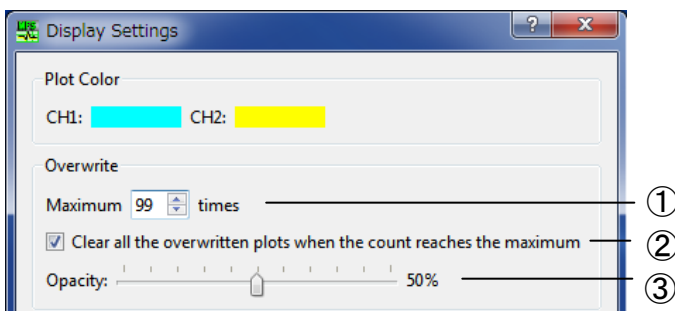 Display Settings
Plot Color
CH1: CH2:
Overwrite
Maximum 99 times ①
Clear all the overwritten plots when the count reaches the maximum ②
Opacity: 50% ③